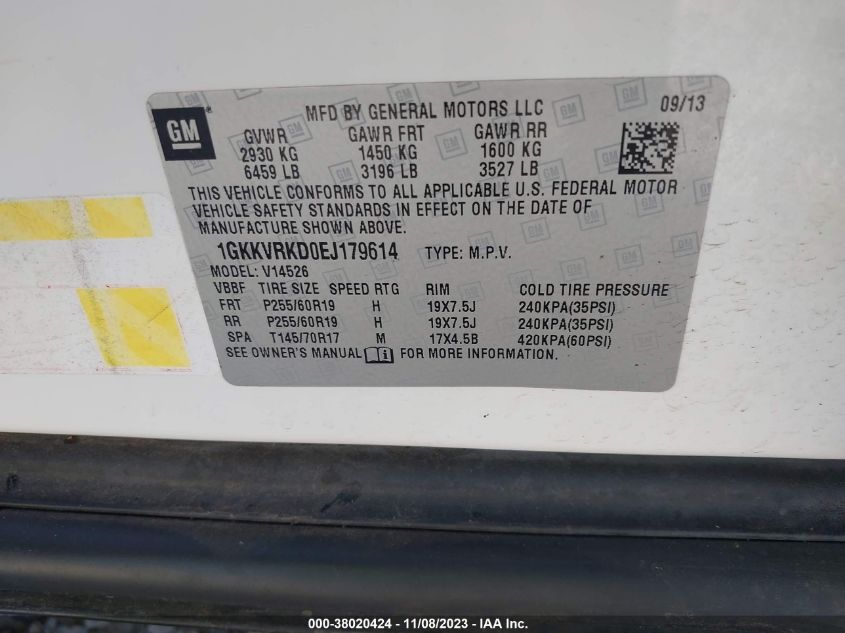 GM
MFD BY GENERAL MOTORS LLC 09/13
GVWR GAWR FRT GAWR RR
2930 KG 1450 KG 1600 KG
6459 LB 3196 LB 3527 LB
THIS VEHICLE CONFORMS TO ALL APPLICABLE U.S. FEDERAL MOTOR
VEHICLE SAFETY STANDARDS IN EFFECT ON THE DATE OF
MANUFACTURE SHOWN ABOVE.
1GKKVRKD0EJ179614 TYPE: M.P.V.
MODEL: V14526
VBBF TIRE SIZE SPEED RTG RIM COLD TIRE PRESSURE
FRT P255/60R19 H 19X7.5J 240KPA(35PSI)
RR P255/60R19 H 19X7.5J 240KPA(35PSI)
SPA T145/70R17 M 17X4.5B 420KPA(60PSI)
SEE OWNER'S MANUAL FOR MORE INFORMATION.
000-38020424 - 11/08/2023 - IAA Inc.